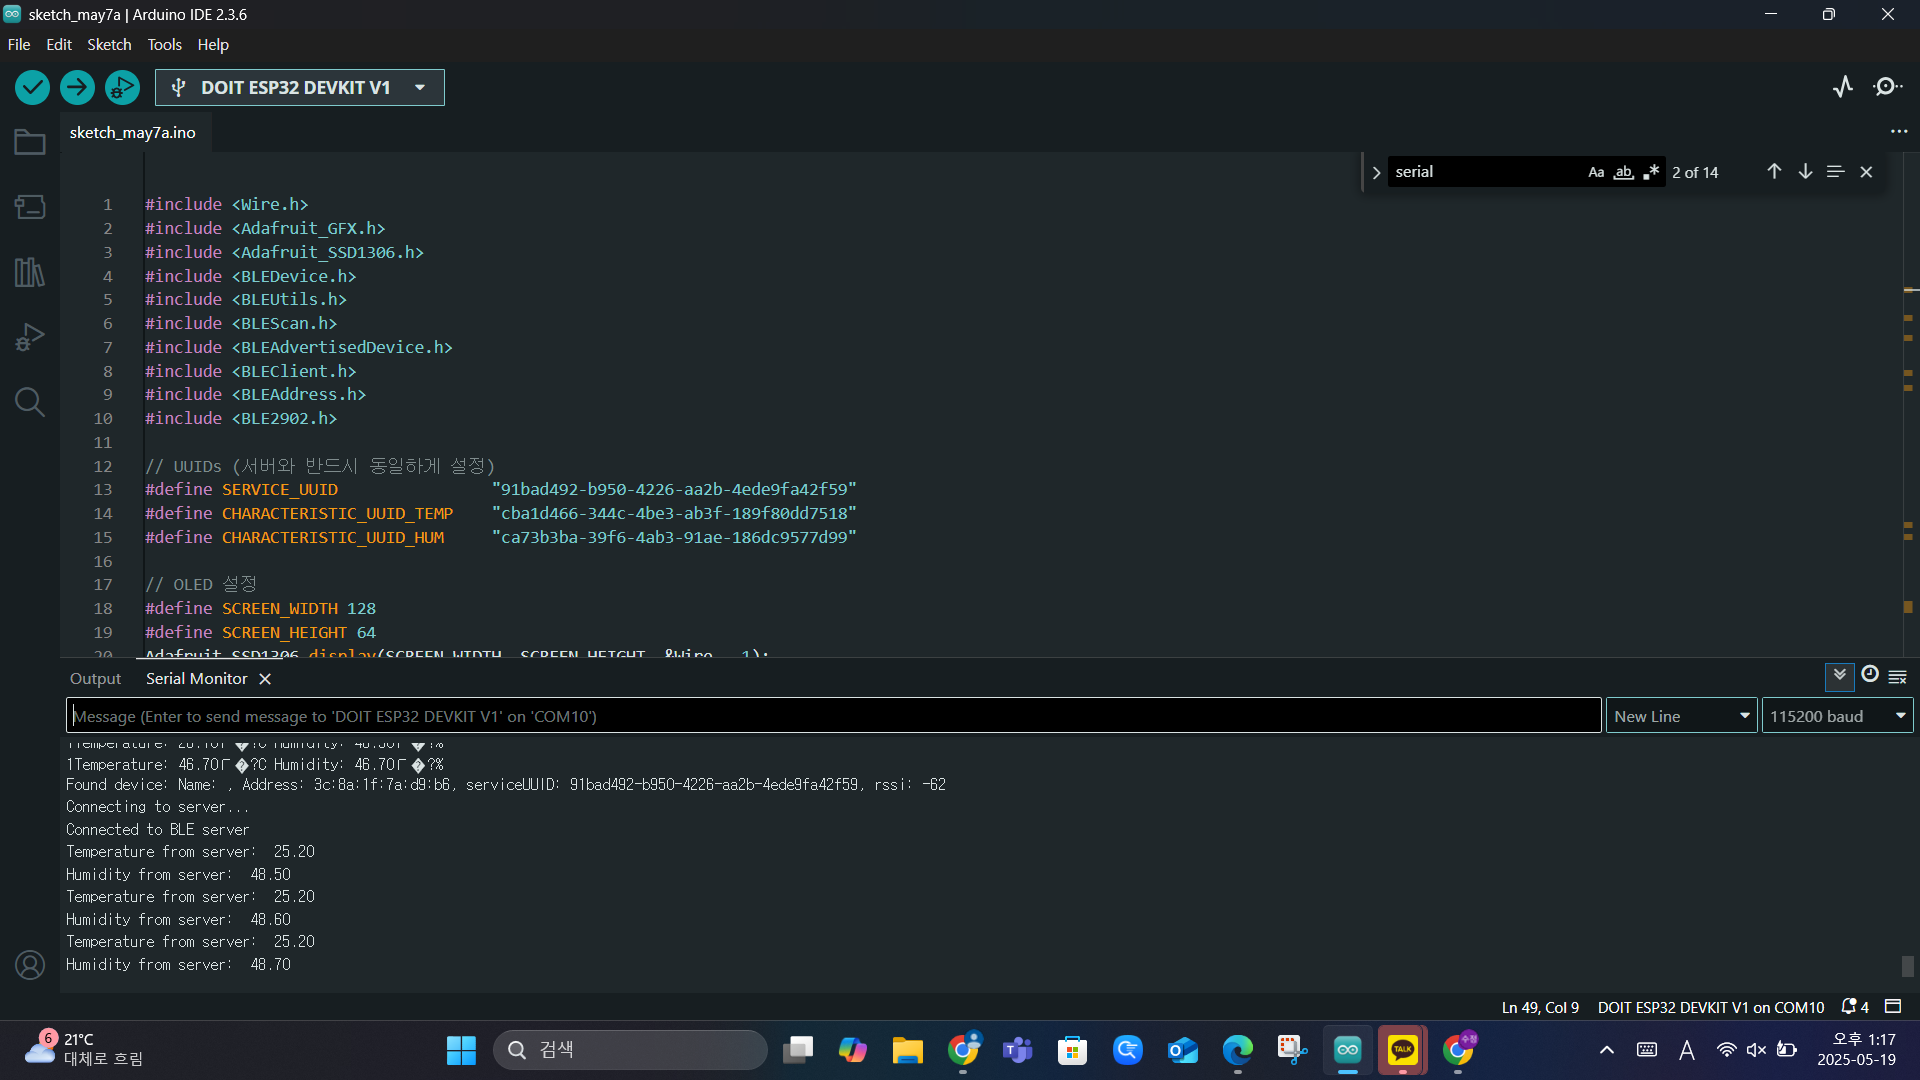 sketch_may7a | Arduino IDE 2.3.6
File Edit Sketch Tools Help
DOIT ESP32 DEVKIT V1
sketch_may7a.ino
serial Aa ab .* 2 of 14
1 #include <Wire.h>
2 #include <Adafruit_GFX.h>
3 #include <Adafruit_SSD1306.h>
4 #include <BLEDevice.h>
5 #include <BLEUtils.h>
6 #include <BLEScan.h>
7 #include <BLEAdvertisedDevice.h>
8 #include <BLEClient.h>
9 #include <BLEAddress.h>
10 #include <BLE2902.h>
11
12 // UUIDs (서버와 반드시 동일하게 설정)
13 #define SERVICE_UUID "91bad492-b950-4226-aa2b-4ede9fa42f59"
14 #define CHARACTERISTIC_UUID_TEMP "cba1d466-344c-4be3-ab3f-189f80dd7518"
15 #define CHARACTERISTIC_UUID_HUM "ca73b3ba-39f6-4ab3-91ae-186dc9577d99"
16
17 // OLED 설정
18 #define SCREEN_WIDTH 128
19 #define SCREEN_HEIGHT 64
20 Adafruit_SSD1306 display(SCREEN_WIDTH, SCREEN_HEIGHT, &Wire, -1);
Output Serial Monitor
Message (Enter to send message to 'DOIT ESP32 DEVKIT V1' on 'COM10')
New Line
115200 baud
1Temperature: 46.70Γ�?C Humidity: 46.70Γ�?%
Found device: Name: , Address: 3c:8a:1f:7a:d9:b6, serviceUUID: 91bad492-b950-4226-aa2b-4ede9fa42f59, rssi: -62
Connecting to server...
Connected to BLE server
Temperature from server: 25.20
Humidity from server: 48.50
Temperature from server: 25.20
Humidity from server: 48.60
Temperature from server: 25.20
Humidity from server: 48.70
Ln 49, Col 9 DOIT ESP32 DEVKIT V1 on COM10 4
6
21°C
대체로 흐림
검색
TALK
수정
A
오후 1:17
2025-05-19